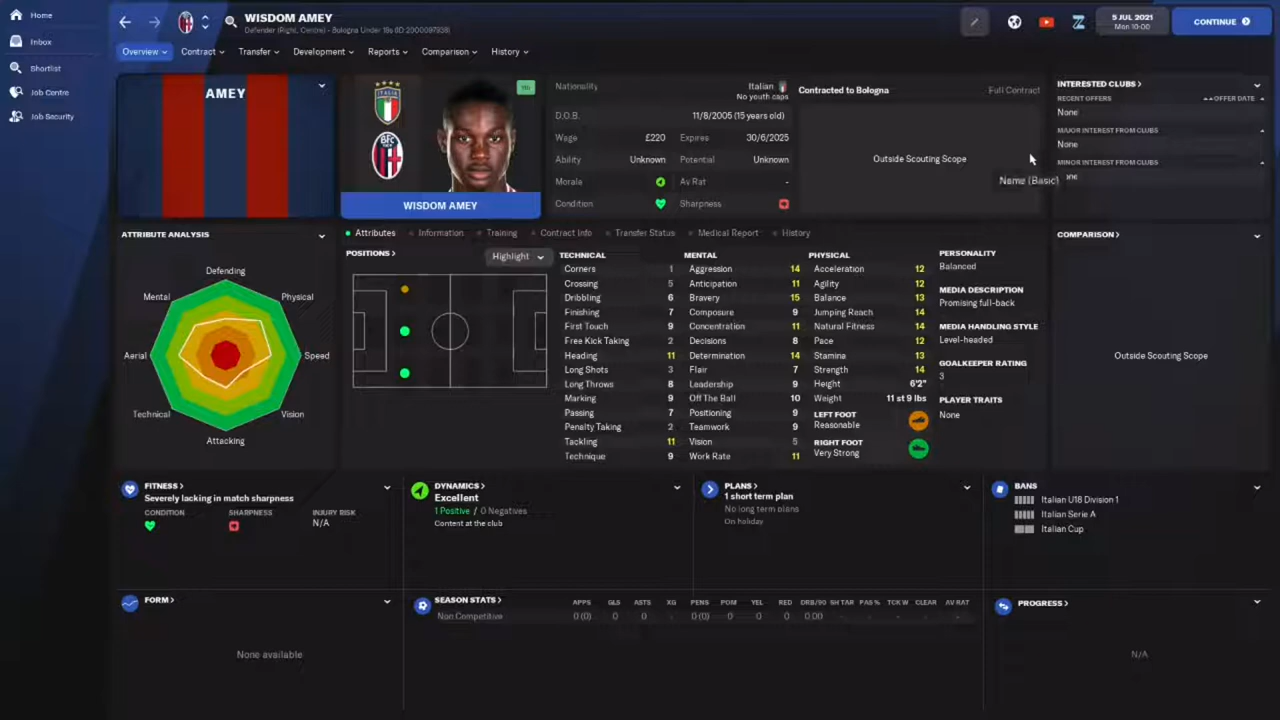 Home
Inbox
Shortlist
Job Centre
Job Security
WISDOM AMEY
Defender (Right, Centre) - Bologna Under 18s (ID:2000097938)
5 JUL 2021
Mon 10:00
CONTINUE
Overview
Contract
Transfer
Development
Reports
Comparison
History
AMEY
ITALIA
BFC
WISDOM AMEY
Nationality Italian
No youth caps
D.O.B. 11/8/2005 (15 years old)
Wage £220 Expires 30/6/2025
Ability Unknown Potential Unknown
Morale Av Rat -
Condition Sharpness
Contracted to Bologna Full Contract
Outside Scouting Scope
Name (Basic)
INTERESTED CLUBS >
RECENT OFFERS OFFER DATE
None
MAJOR INTEREST FROM CLUBS
None
MINOR INTEREST FROM CLUBS
ATTRIBUTE ANALYSIS
Defending
Mental Physical
Aerial Speed
Technical Vision
Attacking
Attributes
Information
Training
Contract Info
Transfer Status
Medical Report
History
POSITIONS >
Highlight
TECHNICAL
Corners 1
Crossing 5
Dribbling 6
Finishing 7
First Touch 9
Free Kick Taking 2
Heading 11
Long Shots 3
Long Throws 8
Marking 9
Passing 7
Penalty Taking 2
Tackling 11
Technique 9
MENTAL
Aggression 14
Anticipation 11
Bravery 15
Composure 9
Concentration 11
Decisions 8
Determination 14
Flair 7
Leadership 9
Off The Ball 10
Positioning 9
Teamwork 9
Vision 5
Work Rate 11
PHYSICAL
Acceleration 12
Agility 12
Balance 13
Jumping Reach 14
Natural Fitness 14
Pace 12
Stamina 13
Strength 14
Height 6'2"
Weight 11 st 9 lbs
LEFT FOOT
Reasonable
RIGHT FOOT
Very Strong
PERSONALITY
Balanced
MEDIA DESCRIPTION
Promising full-back
MEDIA HANDLING STYLE
Level-headed
GOALKEEPER RATING
3
PLAYER TRAITS
None
COMPARISON >
Outside Scouting Scope
FITNESS >
Severely lacking in match sharpness
CONDITION SHARPNESS INJURY RISK
N/A
DYNAMICS >
Excellent
1 Positive / 0 Negatives
Content at the club
PLANS >
1 short term plan
No long term plans
On holiday
BANS
Italian U18 Division 1
Italian Serie A
Italian Cup
FORM >
None available
SEASON STATS >
APPS GLS ASTS XG PENS POM YEL RED DRB/90 SH TAR PAS % TCK W CLEAR AV RAT
Non Competitive 0 (0) 0 0 - 0 (0) 0 0 0 0.00 - - - - -
PROGRESS >
N/A